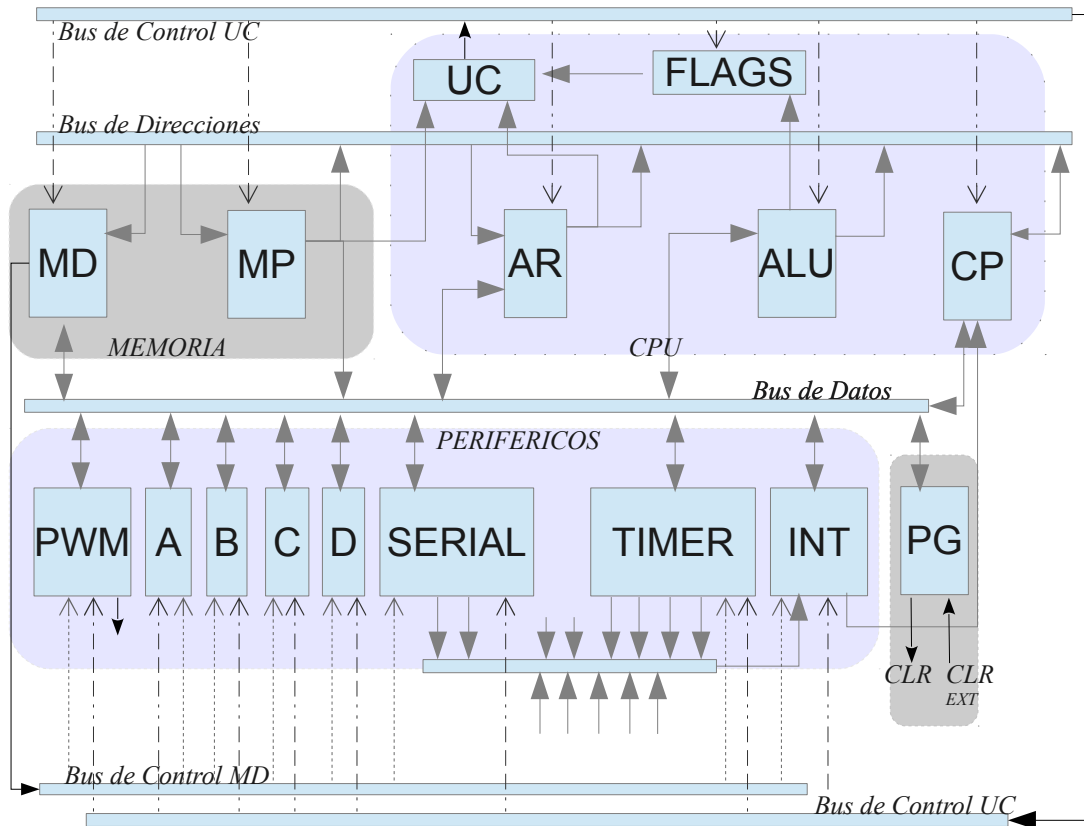 Bus de Control UC
UC
FLAGS
Bus de Direcciones
MD
MP
AR
ALU
CP
MEMORIA
CPU
Bus de Datos
PERIFERICOS
PWM
A
B
C
D
SERIAL
TIMER
INT
PG
CLR
CLR
EXT
Bus de Control MD
Bus de Control UC